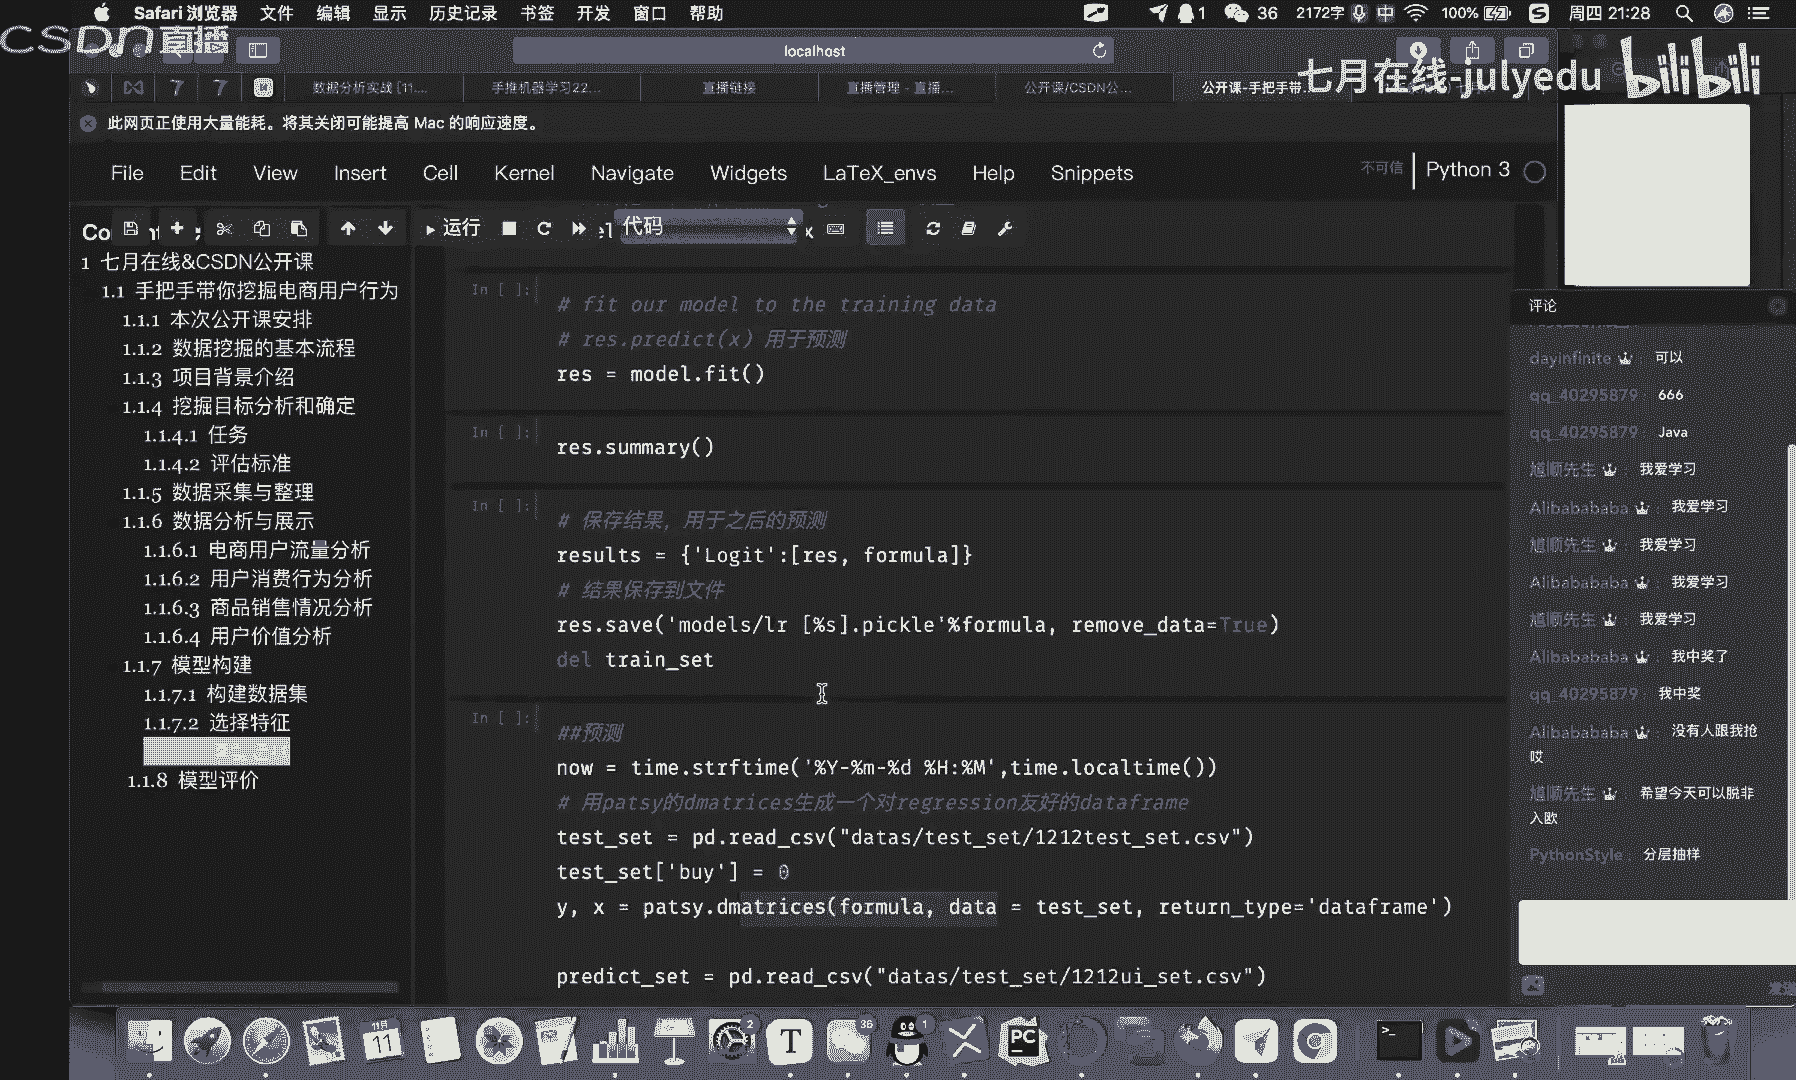 Safari 浏览器 文件 编辑 显示 历史记录 书签 开发 窗口 帮助 1 36 2172字 中 100% 周四 21:28
CSDN直播
localhost
七月在线-julyedu bilibili
数据分析实战 [11.... 手推机器学习22... 直播链接 直播管理 - 直播... 公开课/CSDN公... 公开课-手把手带...
此网页正使用大量能耗。将其关闭可能提高 Mac 的响应速度。
File Edit View Insert Cell Kernel Navigate Widgets LaTeX_envs Help Snippets 不可信 Python 3
运行 代码
1 七月在线&CSDN公开课
1.1 手把手带你挖掘电商用户行为
1.1.1 本次公开课安排
1.1.2 数据挖掘的基本流程
1.1.3 项目背景介绍
1.1.4 挖掘目标分析和确定
1.1.4.1 任务
1.1.4.2 评估标准
1.1.5 数据采集与整理
1.1.6 数据分析与展示
1.1.6.1 电商用户流量分析
1.1.6.2 用户消费行为分析
1.1.6.3 商品销售情况分析
1.1.6.4 用户价值分析
1.1.7 模型构建
1.1.7.1 构建数据集
1.1.7.2 选择特征
1.1.8 模型评价
In [ ]:
# fit our model to the training data
# res.predict(x) 用于预测
res = model.fit()
In [ ]:
res.summary()
In [ ]:
# 保存结果，用于之后的预测
results = {'Logit':[res, formula]}
# 结果保存到文件
res.save('models/lr [%s].pickle'%formula, remove_data=True)
del train_set
In [ ]:
##预测
now = time.strftime('%Y-%m-%d %H:%M',time.localtime())
# 用patsy的dmatrices生成一个对regression友好的dataframe
test_set = pd.read_csv("datas/test_set/1212test_set.csv")
test_set['buy'] = 0
y, x = patsy.dmatrices(formula, data = test_set, return_type='dataframe')
predict_set = pd.read_csv("datas/test_set/1212ui_set.csv")
评论
dayinfinite : 可以
qq_40295879 : 666
qq_40295879 : Java
先生 : 我爱学习
Alibabababa : 我爱学习
先生 : 我爱学习
Alibabababa : 我爱学习
先生 : 我爱学习
Alibabababa : 我中奖了
qq_40295879 : 我中奖
Alibabababa : 没有人跟我抢
哎
先生 : 希望今天可以脱非
入欧
PythonStyle : 分层抽样
11月
11
2
T
36
1
PC